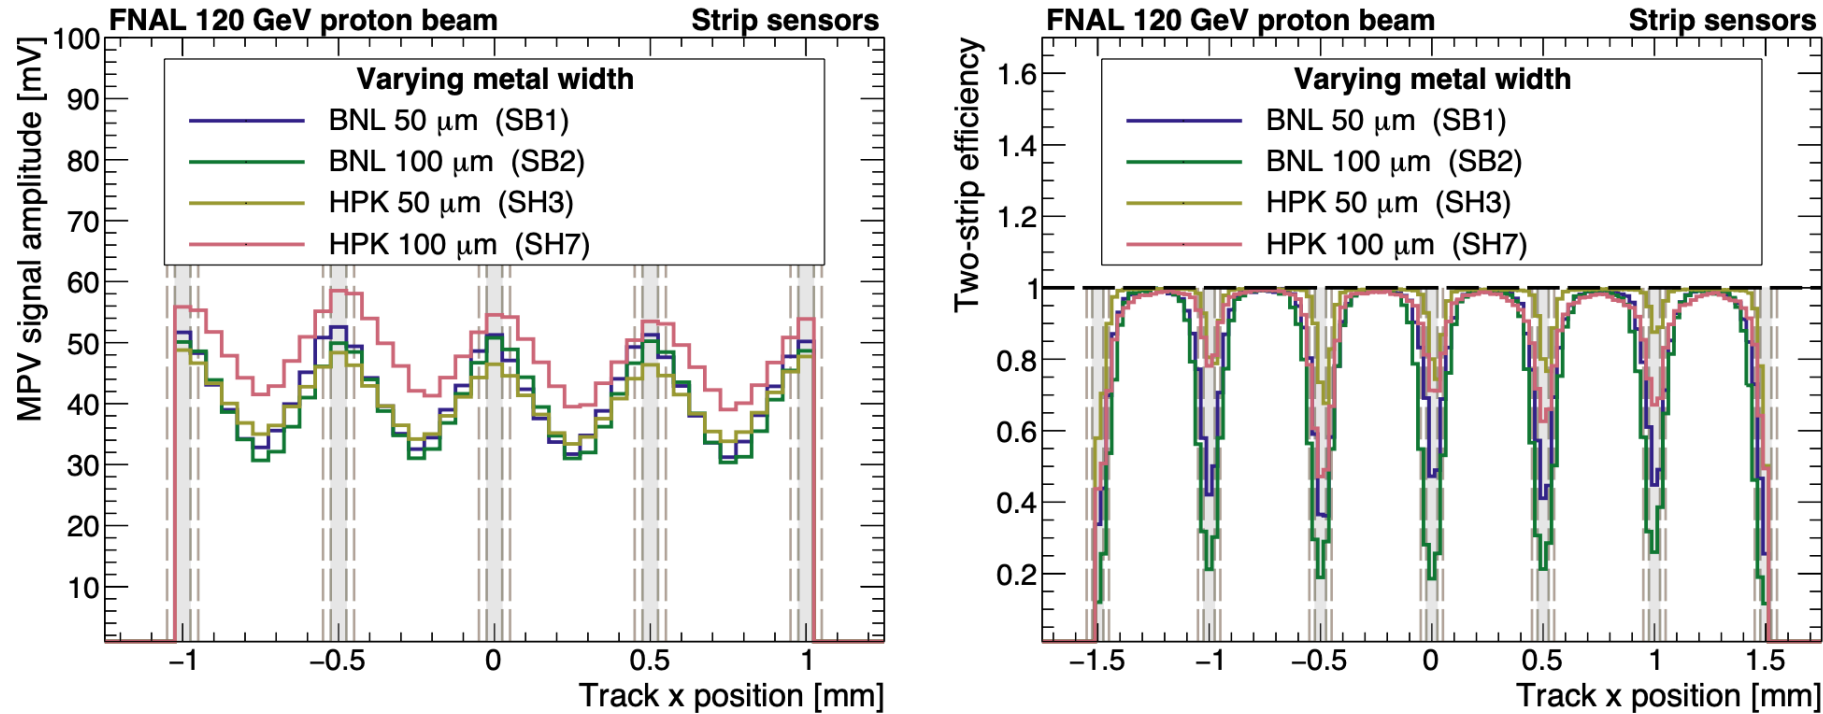 FNAL 120 GeV proton beam Strip sensors
MPV signal amplitude [mV]
100
90
80
70
60
50
40
30
20
10
Varying metal width
BNL 50 μm (SB1)
BNL 100 μm (SB2)
HPK 50 μm (SH3)
HPK 100 μm (SH7)
−1 −0.5 0 0.5 1
Track x position [mm]
FNAL 120 GeV proton beam Strip sensors
Two-strip efficiency
1.6
1.4
1.2
1
0.8
0.6
0.4
0.2
Varying metal width
BNL 50 μm (SB1)
BNL 100 μm (SB2)
HPK 50 μm (SH3)
HPK 100 μm (SH7)
−1.5 −1 −0.5 0 0.5 1 1.5
Track x position [mm]